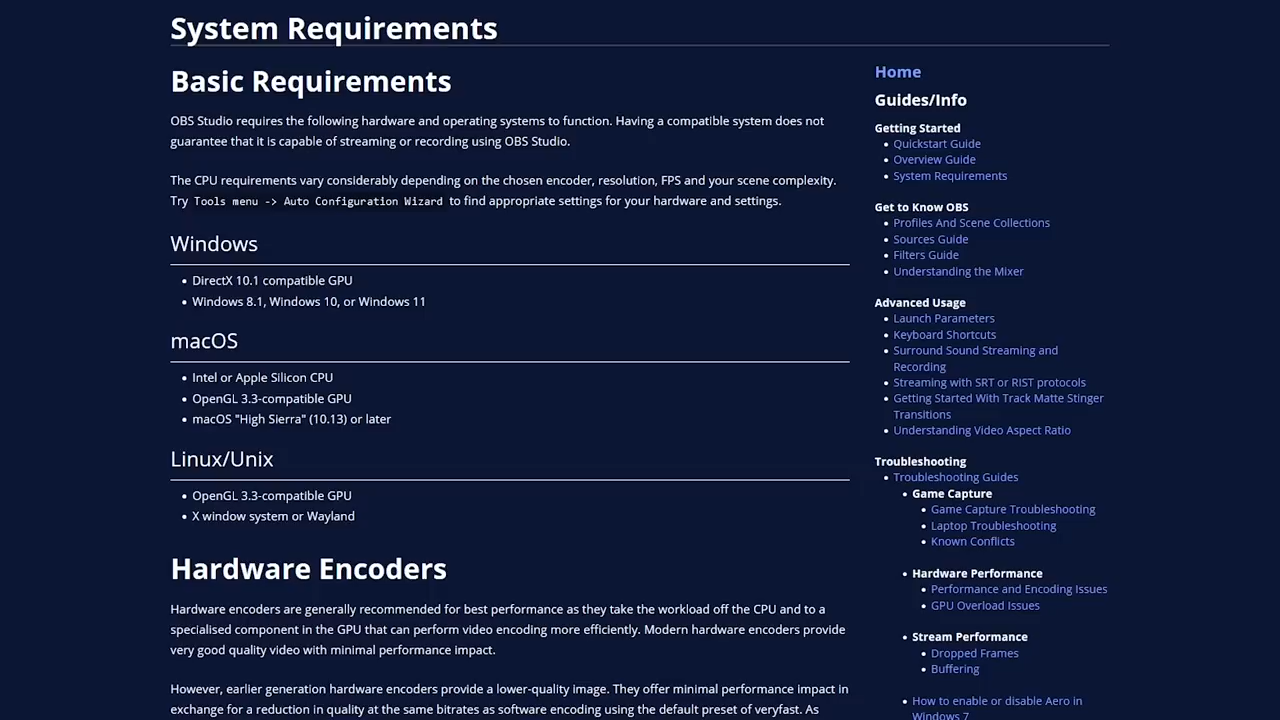 System Requirements
Basic Requirements
OBS Studio requires the following hardware and operating systems to function. Having a compatible system does not
guarantee that it is capable of streaming or recording using OBS Studio.
The CPU requirements vary considerably depending on the chosen encoder, resolution, FPS and your scene complexity.
Try Tools menu -> Auto Configuration Wizard to find appropriate settings for your hardware and settings.
Windows
• DirectX 10.1 compatible GPU
• Windows 8.1, Windows 10, or Windows 11
macOS
• Intel or Apple Silicon CPU
• OpenGL 3.3-compatible GPU
• macOS "High Sierra" (10.13) or later
Linux/Unix
• OpenGL 3.3-compatible GPU
• X window system or Wayland
Hardware Encoders
Hardware encoders are generally recommended for best performance as they take the workload off the CPU and to a
specialised component in the GPU that can perform video encoding more efficiently. Modern hardware encoders provide
very good quality video with minimal performance impact.
However, earlier generation hardware encoders provide a lower-quality image. They offer minimal performance impact in
exchange for a reduction in quality at the same bitrates as software encoding using the default preset of veryfast. As
Home
Guides/Info
Getting Started
• Quickstart Guide
• Overview Guide
• System Requirements
Get to Know OBS
• Profiles And Scene Collections
• Sources Guide
• Filters Guide
• Understanding the Mixer
Advanced Usage
• Launch Parameters
• Keyboard Shortcuts
• Surround Sound Streaming and
Recording
• Streaming with SRT or RIST protocols
• Getting Started With Track Matte Stinger
Transitions
• Understanding Video Aspect Ratio
Troubleshooting
• Troubleshooting Guides
• Game Capture
• Game Capture Troubleshooting
• Laptop Troubleshooting
• Known Conflicts
• Hardware Performance
• Performance and Encoding Issues
• GPU Overload Issues
• Stream Performance
• Dropped Frames
• Buffering
• How to enable or disable Aero in
Windows 7